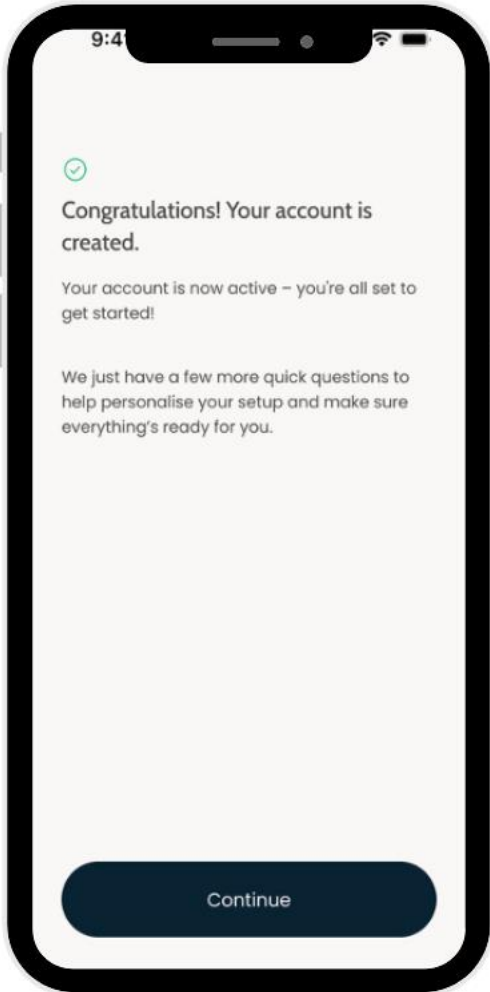 9:4
Congratulations! Your account is
created.
Your account is now active – you're all set to
get started!
We just have a few more quick questions to
help personalise your setup and make sure
everything's ready for you.
Continue